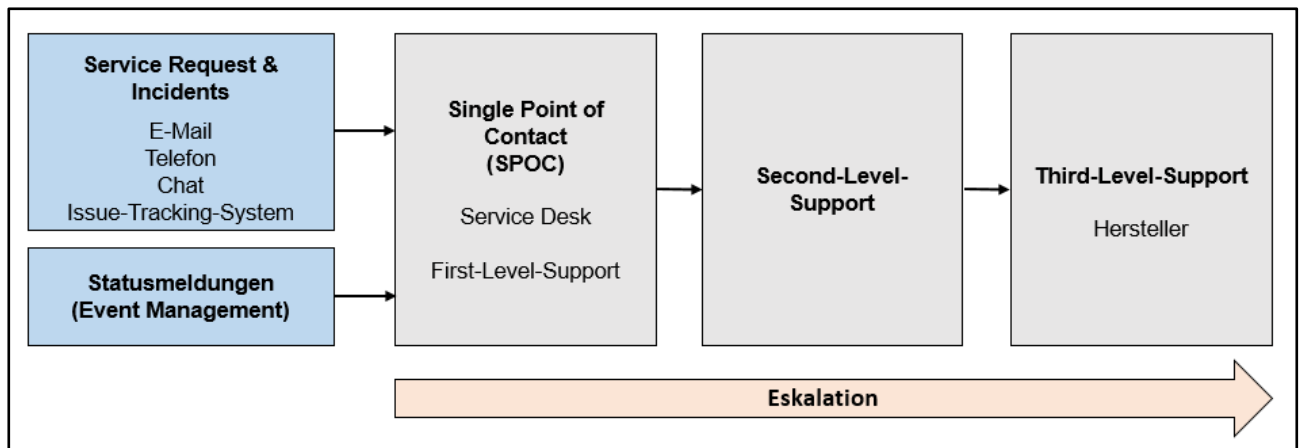 Service Request &
Incidents
E-Mail
Telefon
Chat
Issue-Tracking-System
Statusmeldungen
(Event Management)
Single Point of
Contact
(SPOC)
Service Desk
First-Level-Support
Second-Level-
Support
Third-Level-Support
Hersteller
Eskalation